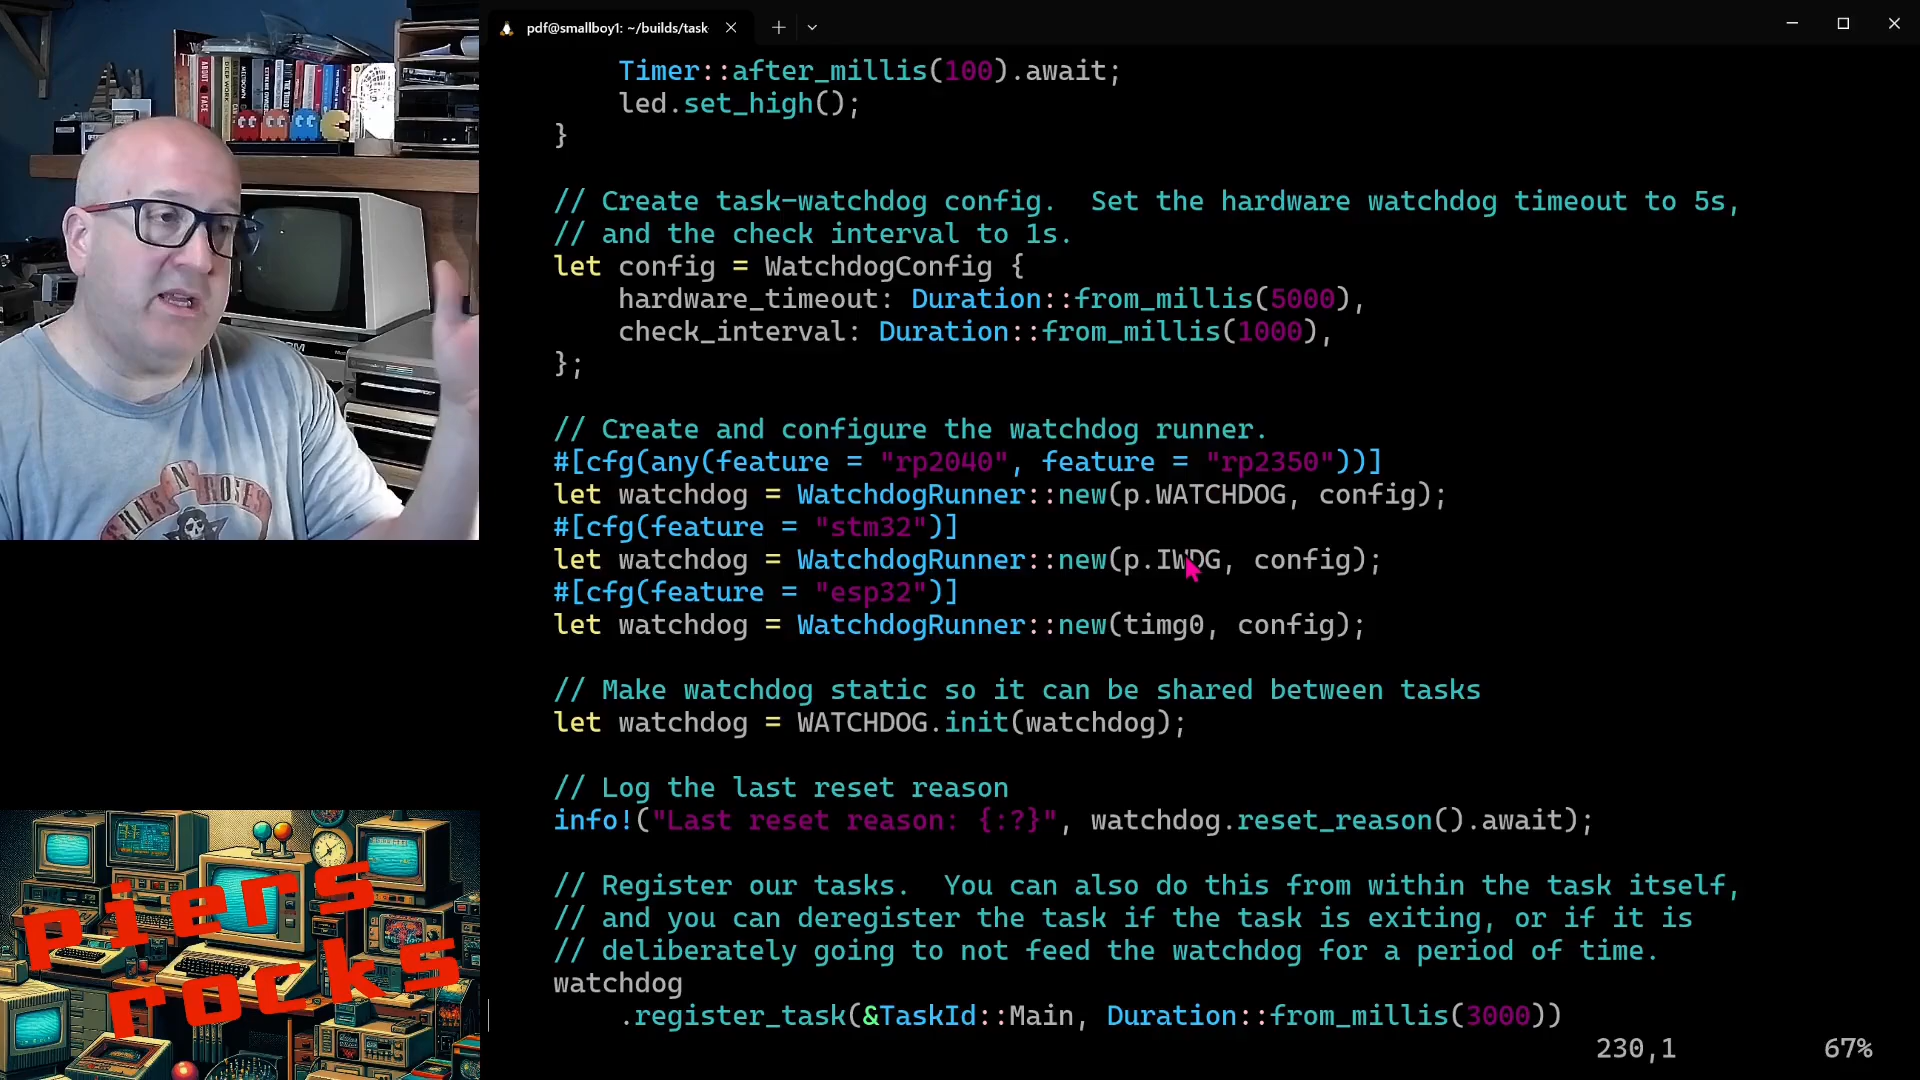 pdf@smallboy1: ~/builds/task
Timer::after_millis(100).await;
led.set_high();
}
// Create task-watchdog config.  Set the hardware watchdog timeout to 5s,
// and the check interval to 1s.
let config = WatchdogConfig {
hardware_timeout: Duration::from_millis(5000),
check_interval: Duration::from_millis(1000),
};
// Create and configure the watchdog runner.
#[cfg(any(feature = "rp2040", feature = "rp2350"))]
let watchdog = WatchdogRunner::new(p.WATCHDOG, config);
#[cfg(feature = "stm32")]
let watchdog = WatchdogRunner::new(p.IWDG, config);
#[cfg(feature = "esp32")]
let watchdog = WatchdogRunner::new(timg0, config);
// Make watchdog static so it can be shared between tasks
let watchdog = WATCHDOG.init(watchdog);
// Log the last reset reason
info!("Last reset reason: {:?}", watchdog.reset_reason().await);
// Register our tasks.  You can also do this from within the task itself,
// and you can deregister the task if the task is exiting, or if it is
// deliberately going to not feed the watchdog for a period of time.
watchdog
.register_task(&TaskId::Main, Duration::from_millis(3000))
230,1 67%
ABOUT FACE
DEEP WORK
GUNS N ROSES
piers
rocks